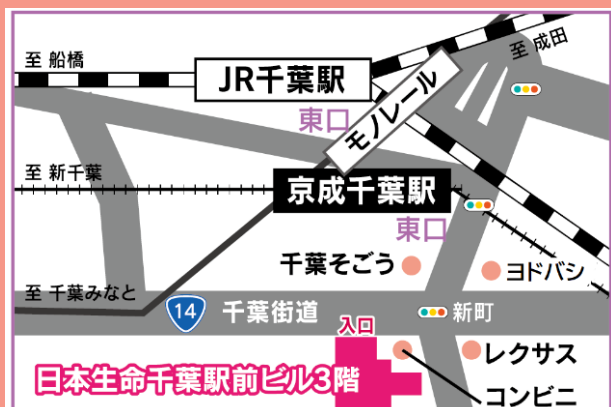 至 船橋
JR千葉駅
至 成田
東口
モノレール
至 新千葉
京成千葉駅
東口
千葉そごう
ヨドバシ
至 千葉みなと
14
千葉街道
新町
入口
レクサス
日本生命千葉駅前ビル3階
コンビニ